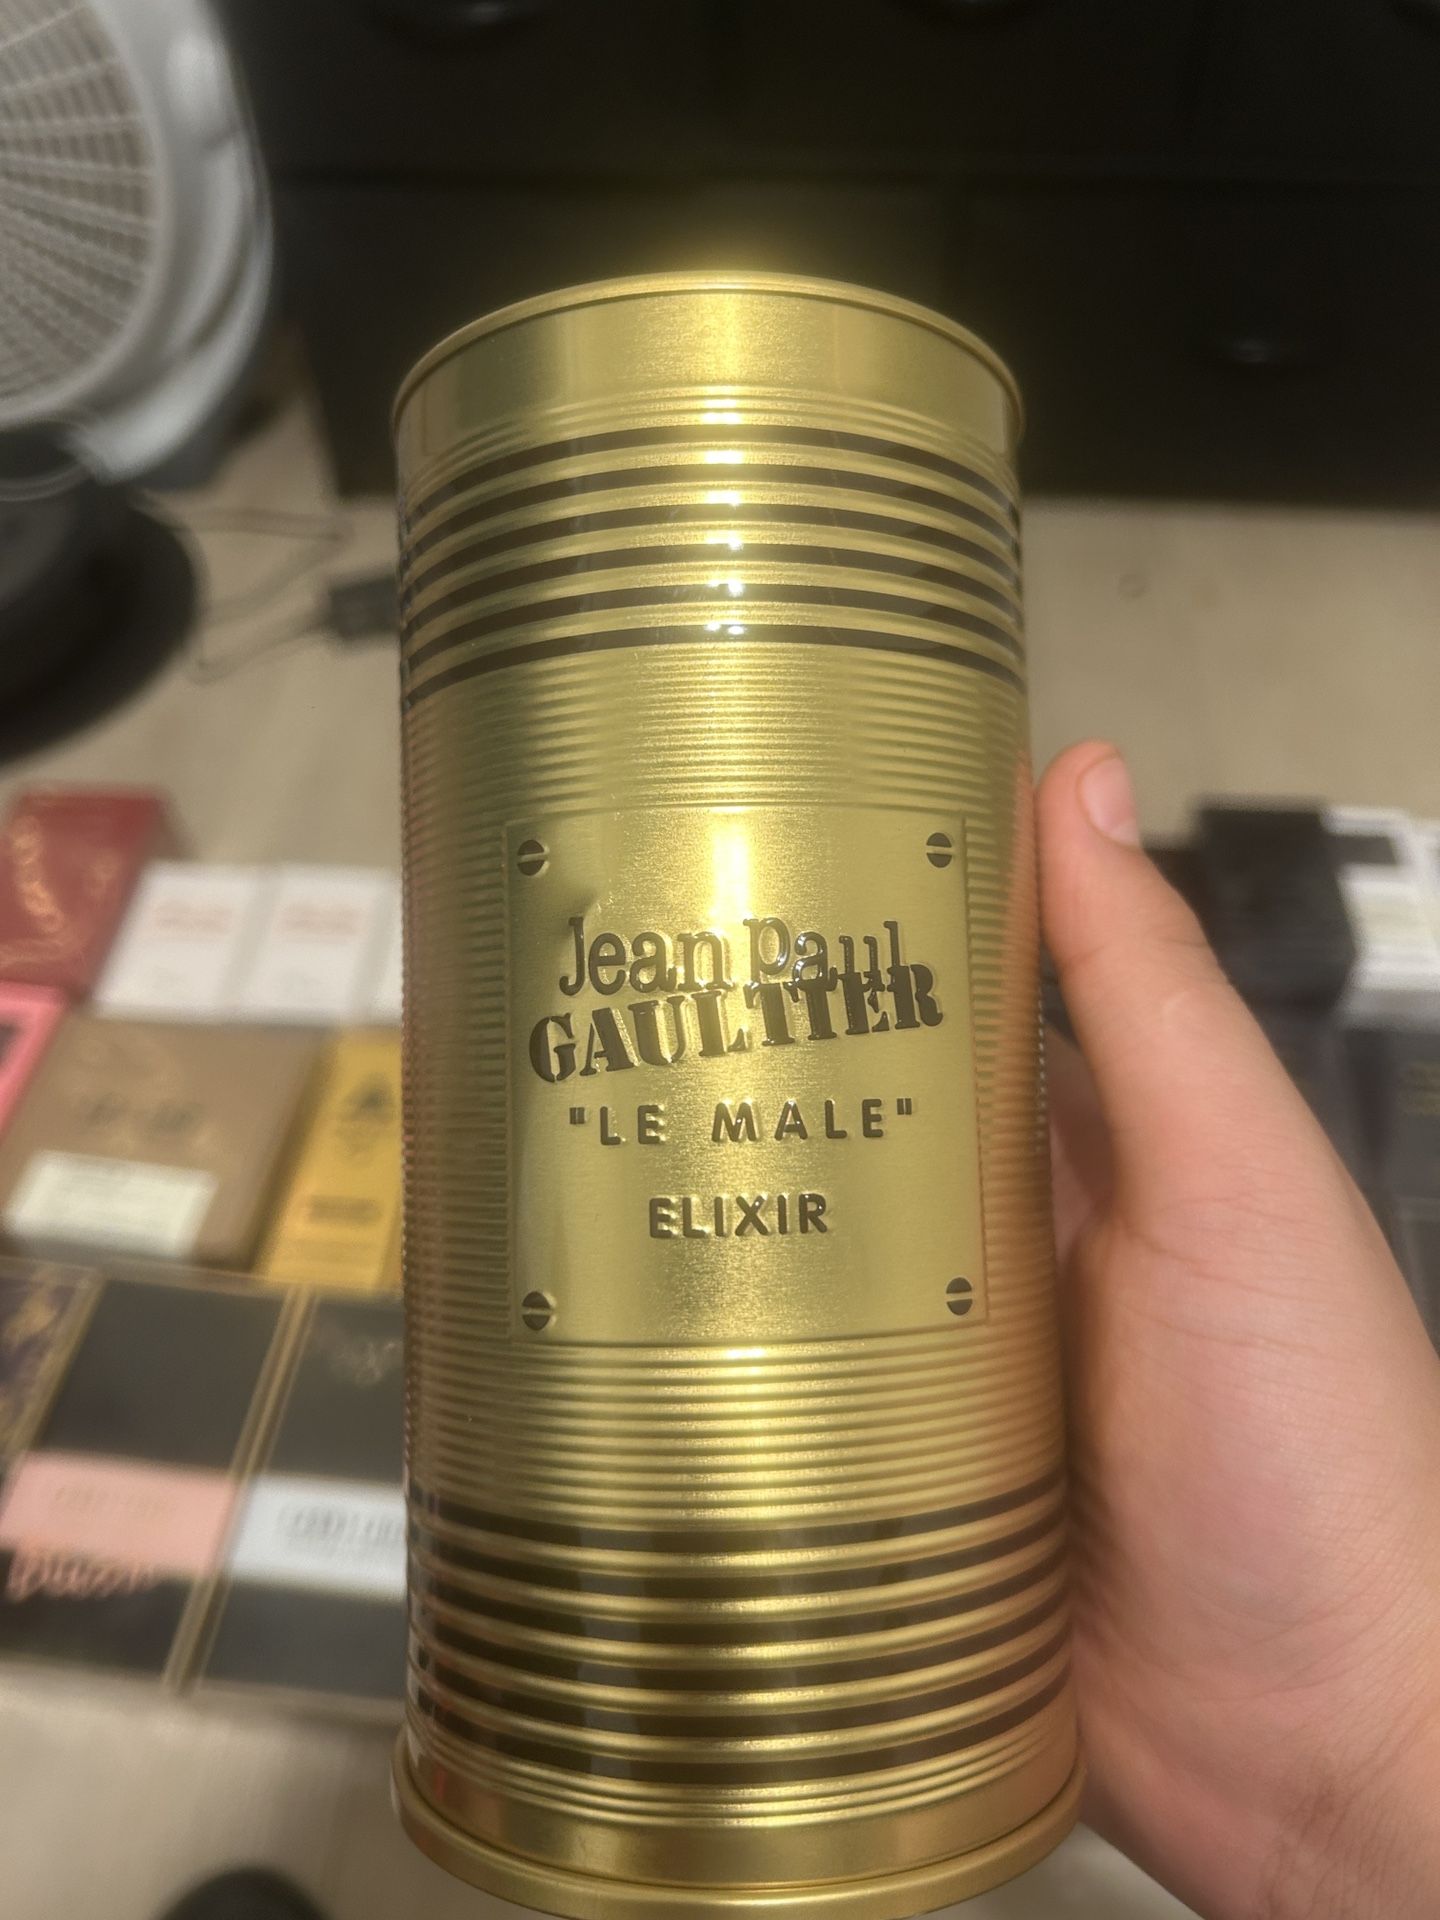 Jean Paul
GAULTIER
"LE MALE"
ELIXIR